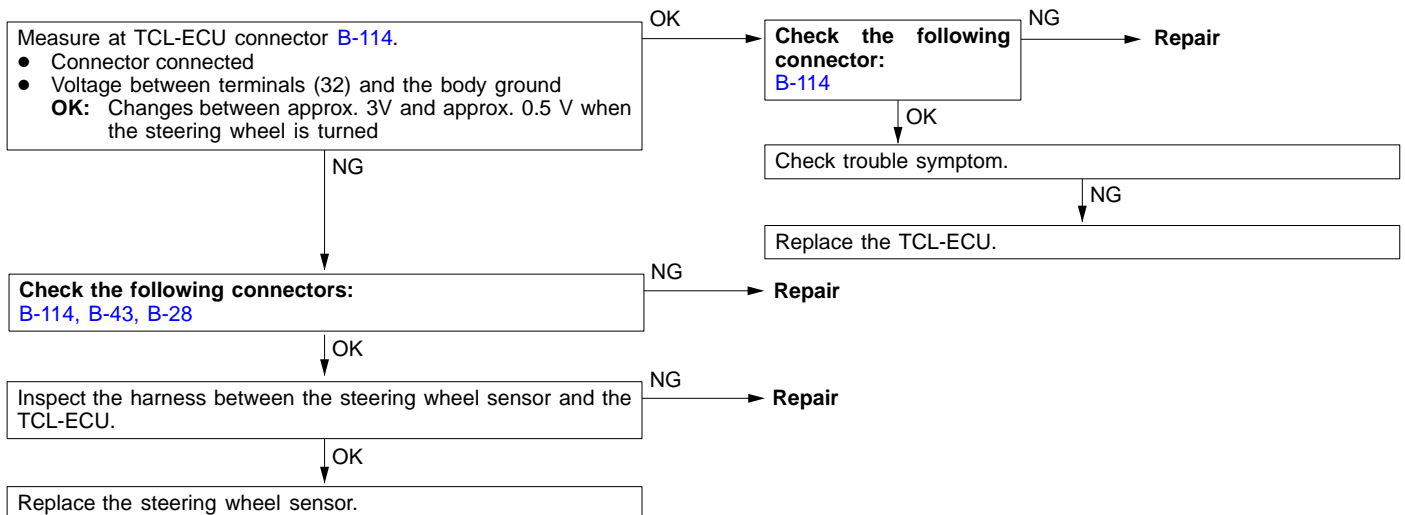 Measure at TCL-ECU connector B-114.
● Connector connected
● Voltage between terminals (32) and the body ground
OK: Changes between approx. 3V and approx. 0.5 V when
the steering wheel is turned
OK
Check the following
connector:
B-114
NG
Repair
OK
Check trouble symptom.
NG
Replace the TCL-ECU.
NG
Check the following connectors:
B-114, B-43, B-28
NG
Repair
OK
Inspect the harness between the steering wheel sensor and the
TCL-ECU.
NG
Repair
OK
Replace the steering wheel sensor.